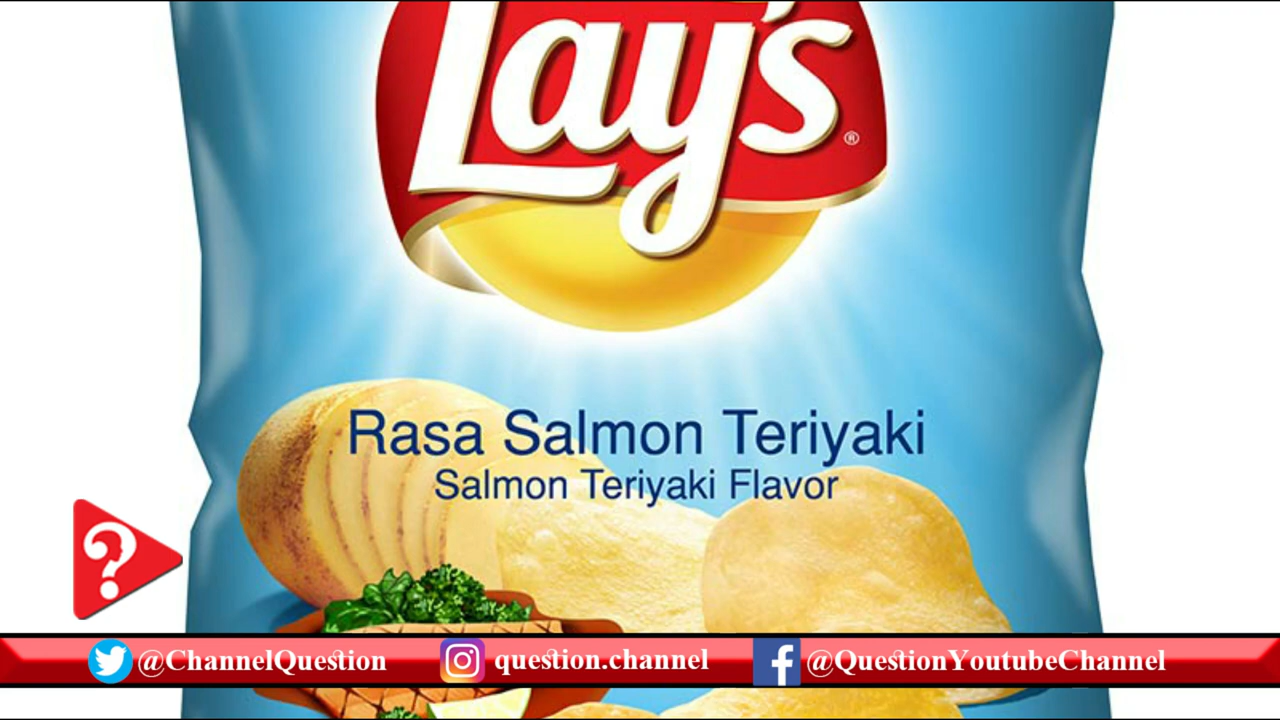 Lay's®
Rasa Salmon Teriyaki
Salmon Teriyaki Flavor
?
@ChannelQuestion question.channel @QuestionYoutubeChannel